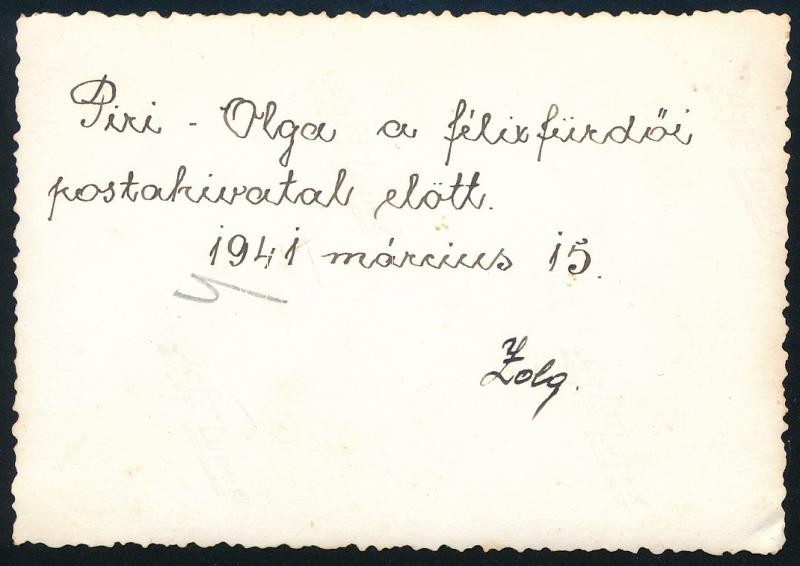 Piri - Olga a félixfürdői
postahivatal előtt.
1941 március 15.
Zolg.